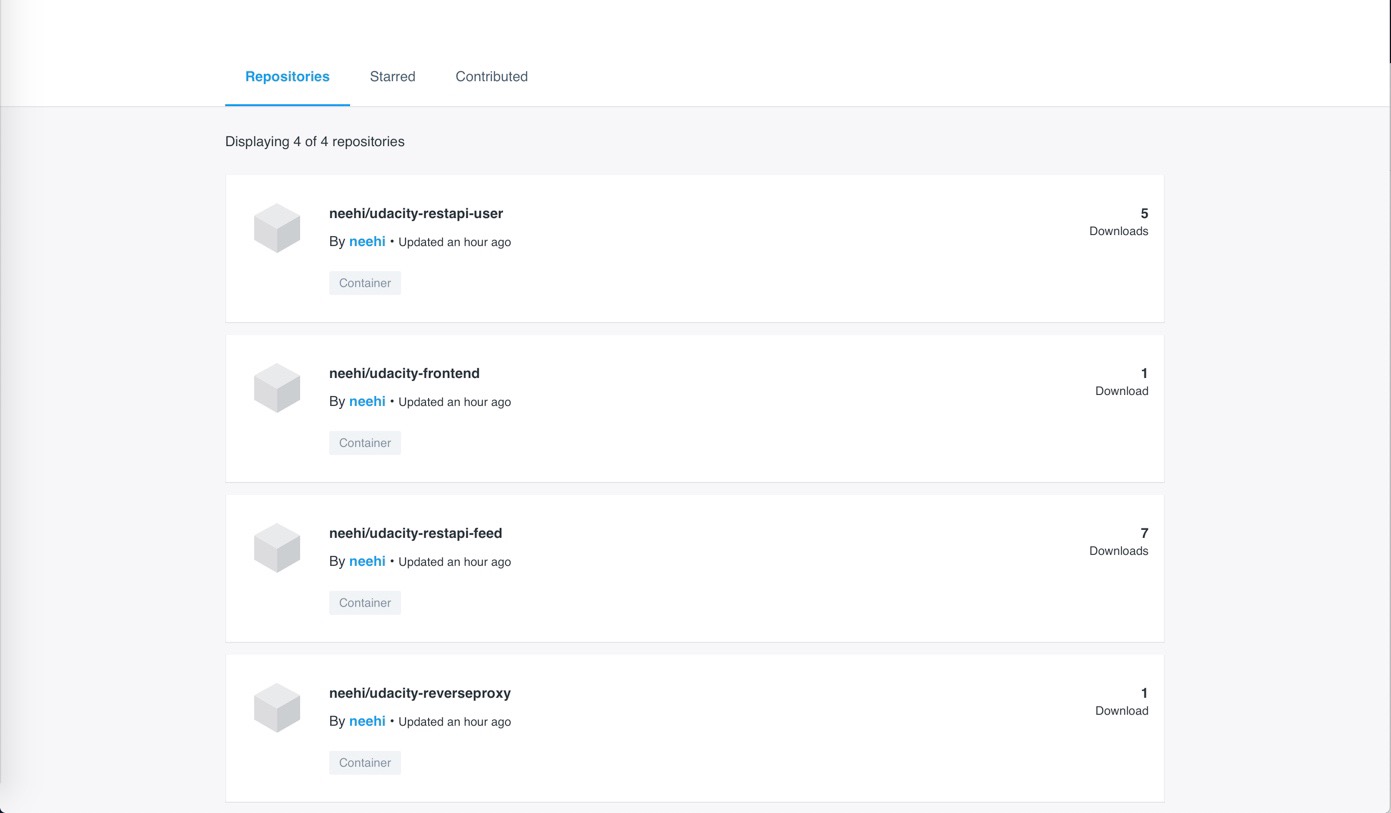 Repositories Starred Contributed
Displaying 4 of 4 repositories
neehi/udacity-restapi-user 5
By neehi • Updated an hour ago Downloads
Container
neehi/udacity-frontend 1
By neehi • Updated an hour ago Download
Container
neehi/udacity-restapi-feed 7
By neehi • Updated an hour ago Downloads
Container
neehi/udacity-reverseproxy 1
By neehi • Updated an hour ago Download
Container